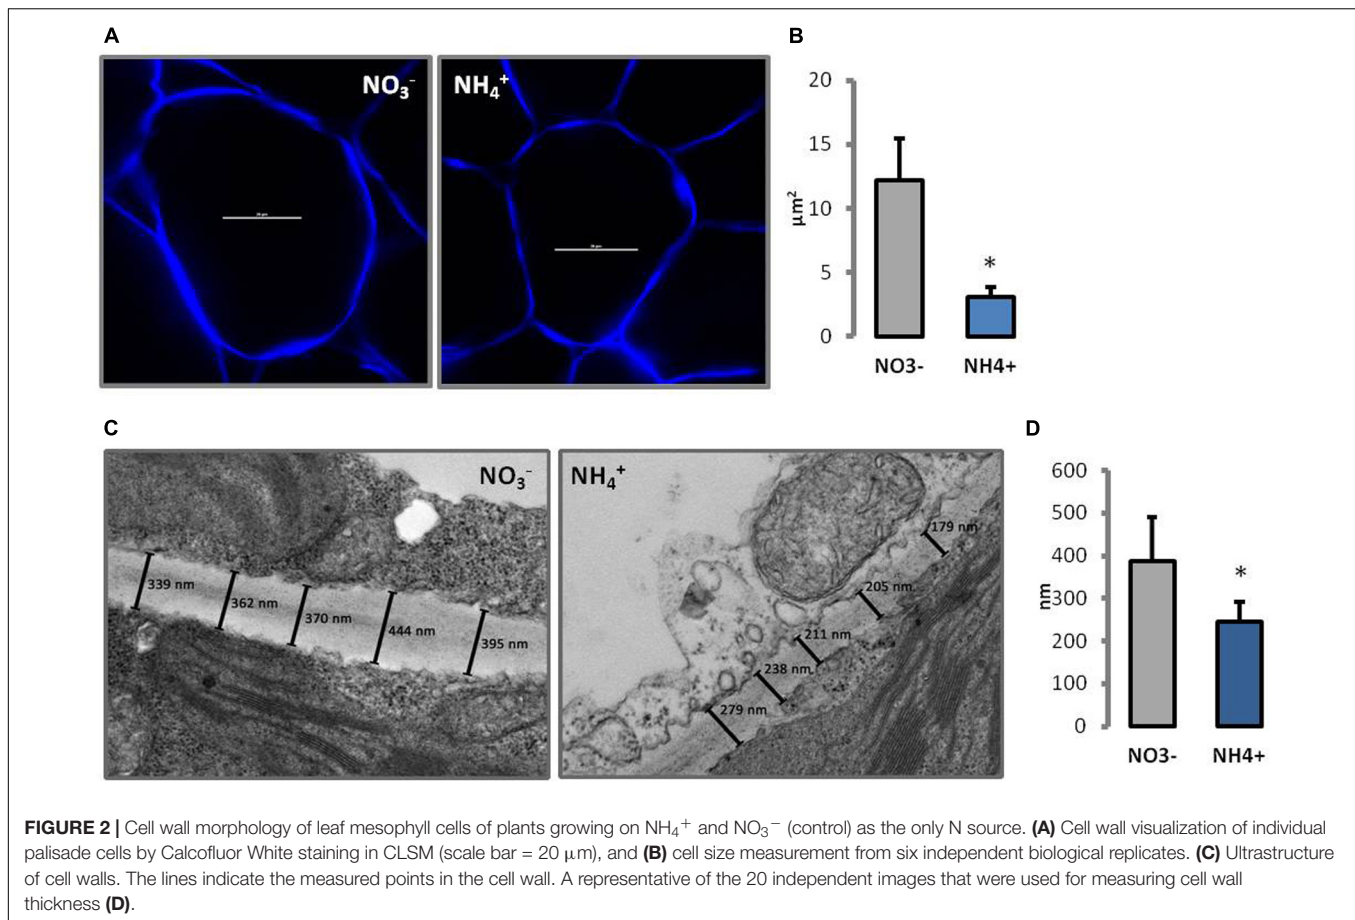 A
B
NO₃⁻
NH₄⁺
20 μm
20 μm
20
15
10
5
0
μm²
NO3-
NH4+
*
C
D
NO₃⁻
NH₄⁺
339 nm
362 nm
370 nm
444 nm
395 nm
179 nm
205 nm
211 nm
238 nm
279 nm
600
500
400
300
200
100
0
nm
NO3-
NH4+
*
FIGURE 2 | Cell wall morphology of leaf mesophyll cells of plants growing on NH₄⁺ and NO₃⁻ (control) as the only N source. (A) Cell wall visualization of individual
palisade cells by Calcofluor White staining in CLSM (scale bar = 20 μm), and (B) cell size measurement from six independent biological replicates. (C) Ultrastructure
of cell walls. The lines indicate the measured points in the cell wall. A representative of the 20 independent images that were used for measuring cell wall
thickness (D).